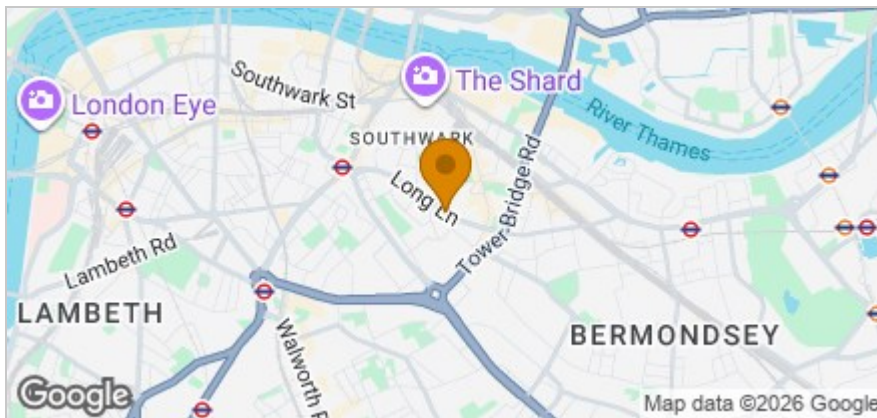 Southwark St
The Shard
London Eye
River Thames
SOUTHWARK
Long Ln
Tower Bridge Rd
Lambeth Rd
LAMBETH
Walworth R
BERMONDSEY
Google
Map data ©2026 Google